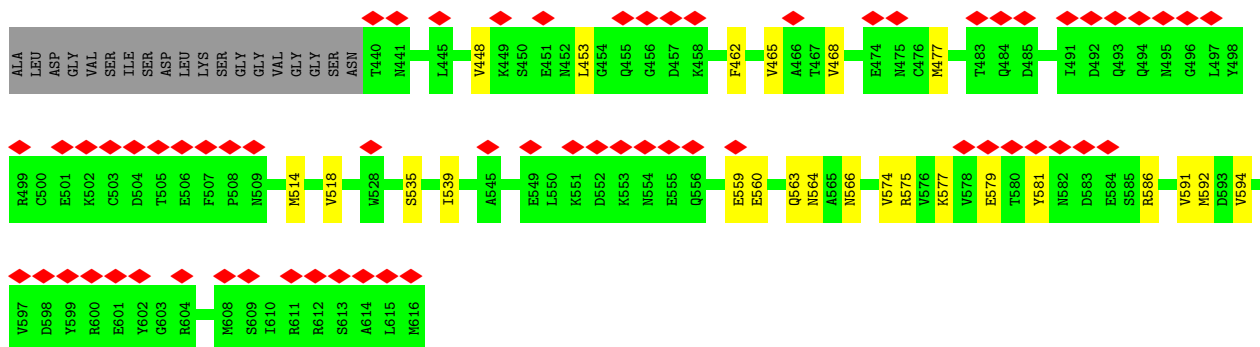 ALA LEU ASP GLY VAL SER ILE SER ASP LEU LYS SER GLY GLY VAL GLY GLY SER ASN T440 N441 L445 V448 K449 S450 E451 N452 L453 G454 Q455 G456 D457 K458 F462 V465 A466 T467 V468 E474 N475 C476 M477 T483 Q484 D485 I491 D492 Q493 Q494 N495 G496 L497 Y498
R499 C500 E501 K502 C503 D504 T505 E506 F507 P508 N509 M514 V518 W528 S535 I539 A545 E549 L550 K551 D552 K553 N554 E555 Q556 E559 E560 Q563 N564 A565 N566 V574 R575 V576 K577 V578 E579 T580 Y581 N582 D583 E584 S585 R586 V591 M592 D593 V594
V597 D598 Y599 R600 E601 Y602 G603 R604 M608 S609 I610 R611 R612 S613 A614 L615 M616